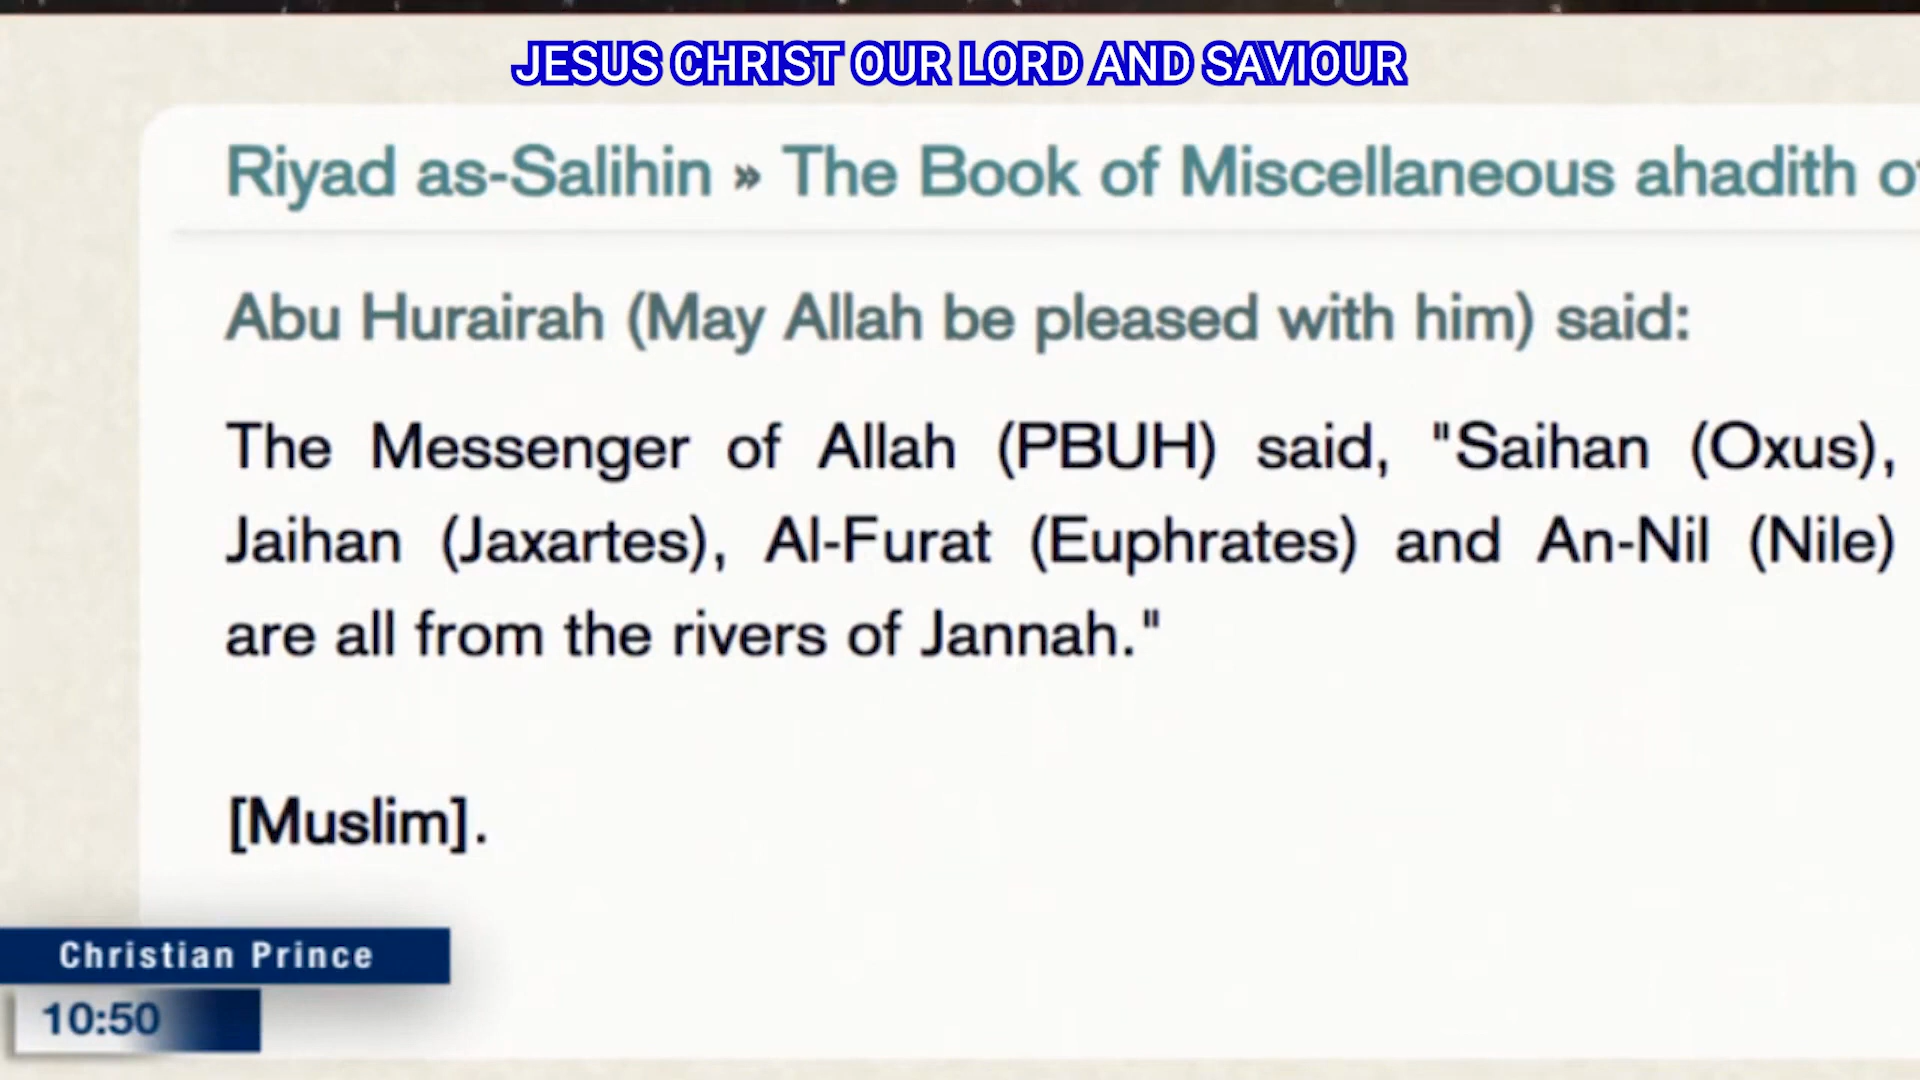 JESUS CHRIST OUR LORD AND SAVIOUR
Riyad as-Salihin » The Book of Miscellaneous ahadith of
Abu Hurairah (May Allah be pleased with him) said:
The Messenger of Allah (PBUH) said, "Saihan (Oxus),
Jaihan (Jaxartes), Al-Furat (Euphrates) and An-Nil (Nile)
are all from the rivers of Jannah."
[Muslim].
Christian Prince
10:50